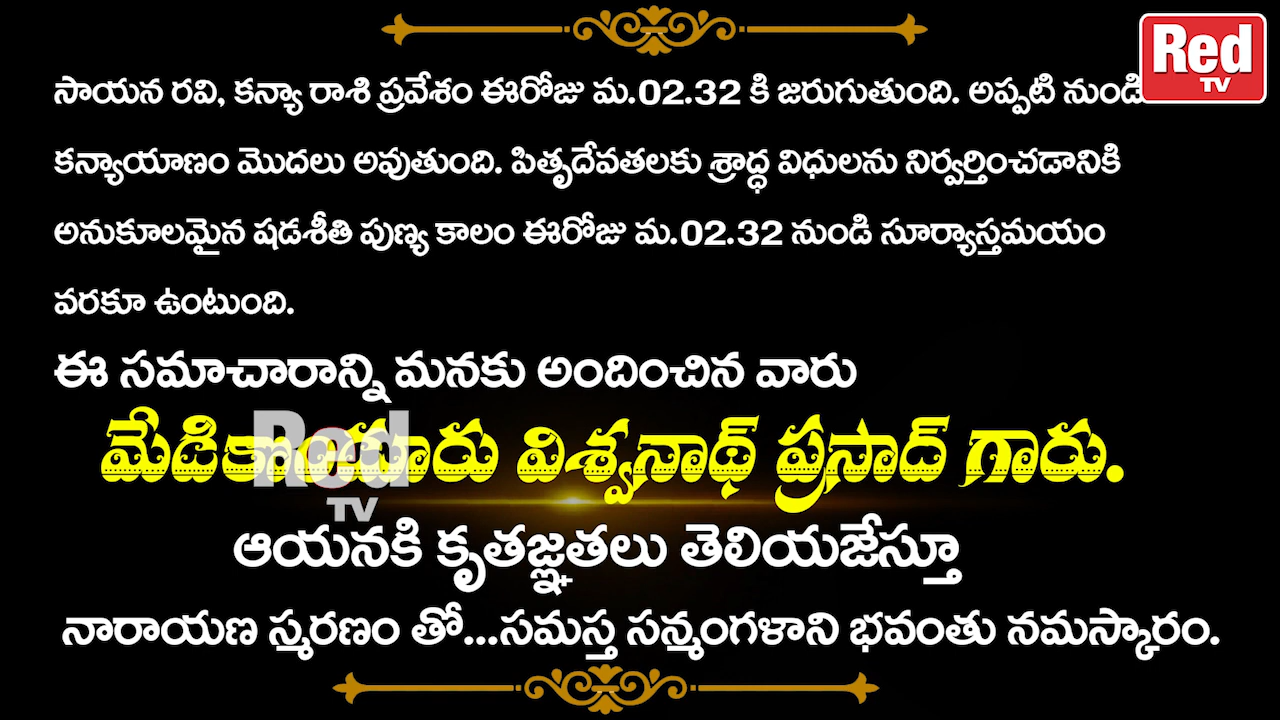 సాయన రవి, కన్యా రాశి ప్రవేశం ఈరోజు మ.02.32 కి జరుగుతుంది. అప్పటి నుండి
Red
TV
కన్యాయాణం మొదలు అవుతుంది. పితృదేవతలకు శ్రాద్ధ విధులను నిర్వర్తించడానికి
అనుకూలమైన షడశీతి పుణ్య కాలం ఈరోజు మ.02.32 నుండి సూర్యాస్తమయం
వరకూ ఉంటుంది.
ఈ సమాచారాన్ని మనకు అందించిన వారు
విశ్వనాథ్ ప్రసాద్ గారు.
Red
TV
ఆయనకి కృతజ్ఞతలు తెలియజేస్తూ
నారాయణ స్మరణం తో...సమస్త సన్మంగళాని భవంతు నమస్కారం.